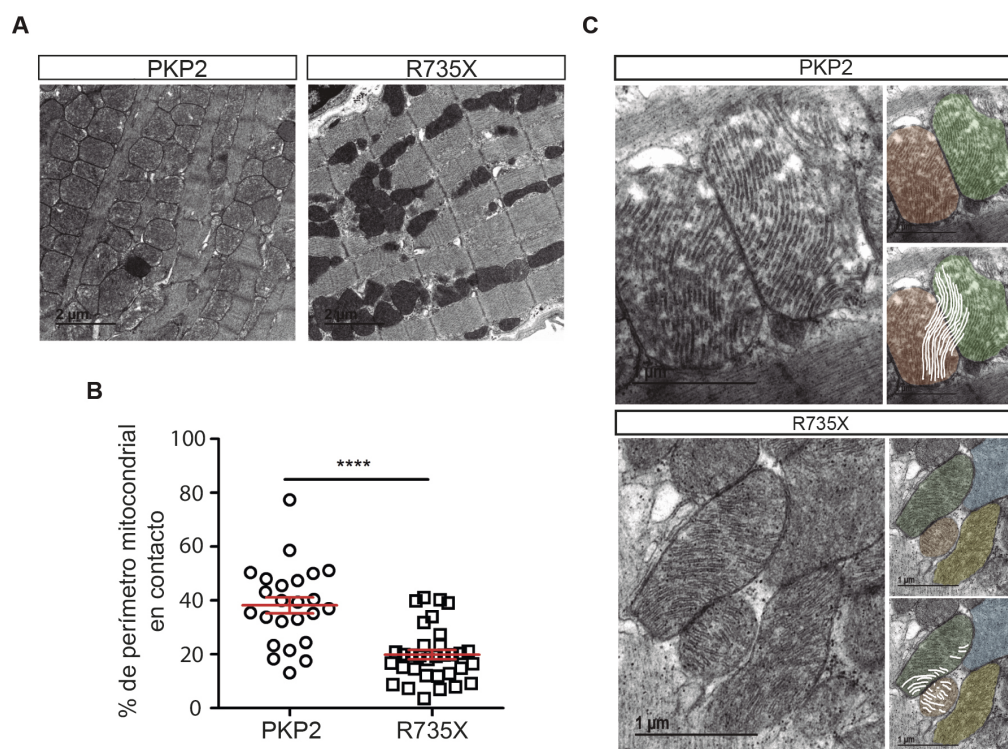 A
PKP2
R735X
2 µm
2 µm
B
% de perímetro mitocondrial
en contacto
100
80
60
40
20
0
****
PKP2
R735X
C
PKP2
µm
R735X
1 µm
1 µm
1 µm